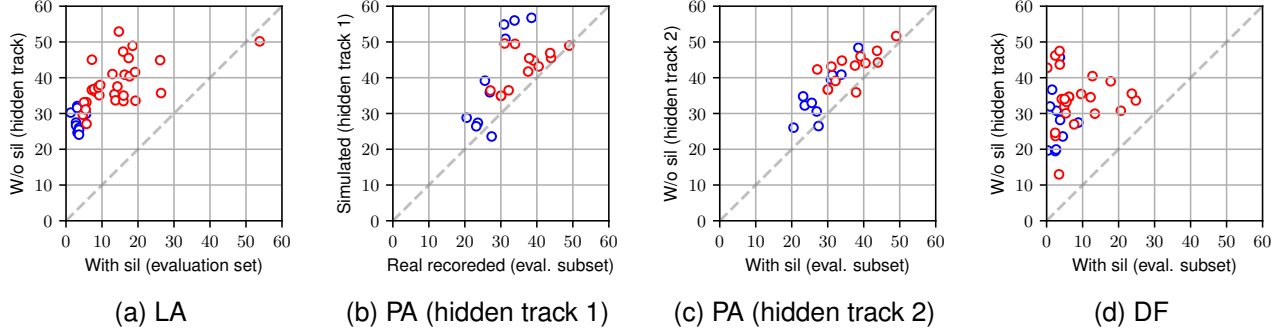 60
50
40
30
20
10
0
W/o sil (hidden track)
0 10 20 30 40 50 60
With sil (evaluation set)
(a) LA
60
50
40
30
20
10
0
Simulated (hidden track 1)
0 10 20 30 40 50 60
Real recoreded (eval. subset)
(b) PA (hidden track 1)
60
50
40
30
20
10
0
W/o sil (hidden track 2)
0 10 20 30 40 50 60
With sil (eval. subset)
(c) PA (hidden track 2)
60
50
40
30
20
10
0
W/o sil (hidden track)
0 10 20 30 40 50 60
With sil (eval. subset)
(d) DF